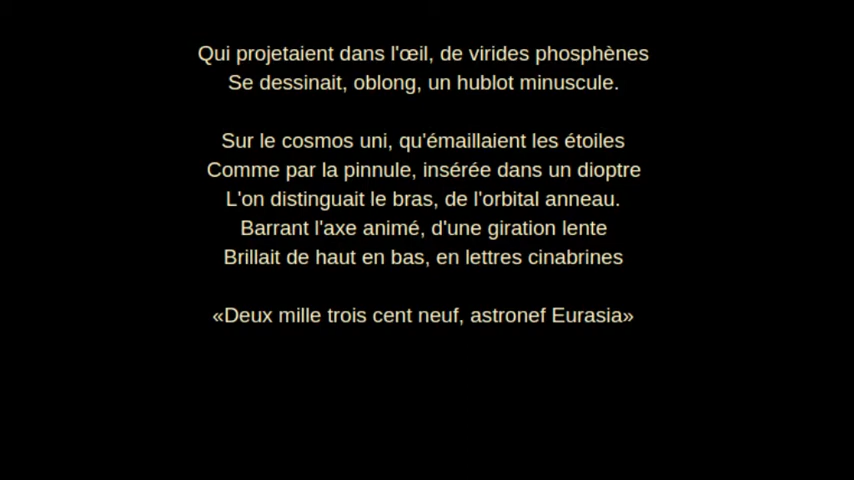 Qui projetaient dans l'œil, de virides phosphènes
Se dessinait, oblong, un hublot minuscule.
Sur le cosmos uni, qu'émaillaient les étoiles
Comme par la pinnule, insérée dans un dioptre
L'on distinguait le bras, de l'orbital anneau.
Barrant l'axe animé, d'une giration lente
Brillait de haut en bas, en lettres cinabrines
«Deux mille trois cent neuf, astronef Eurasia»